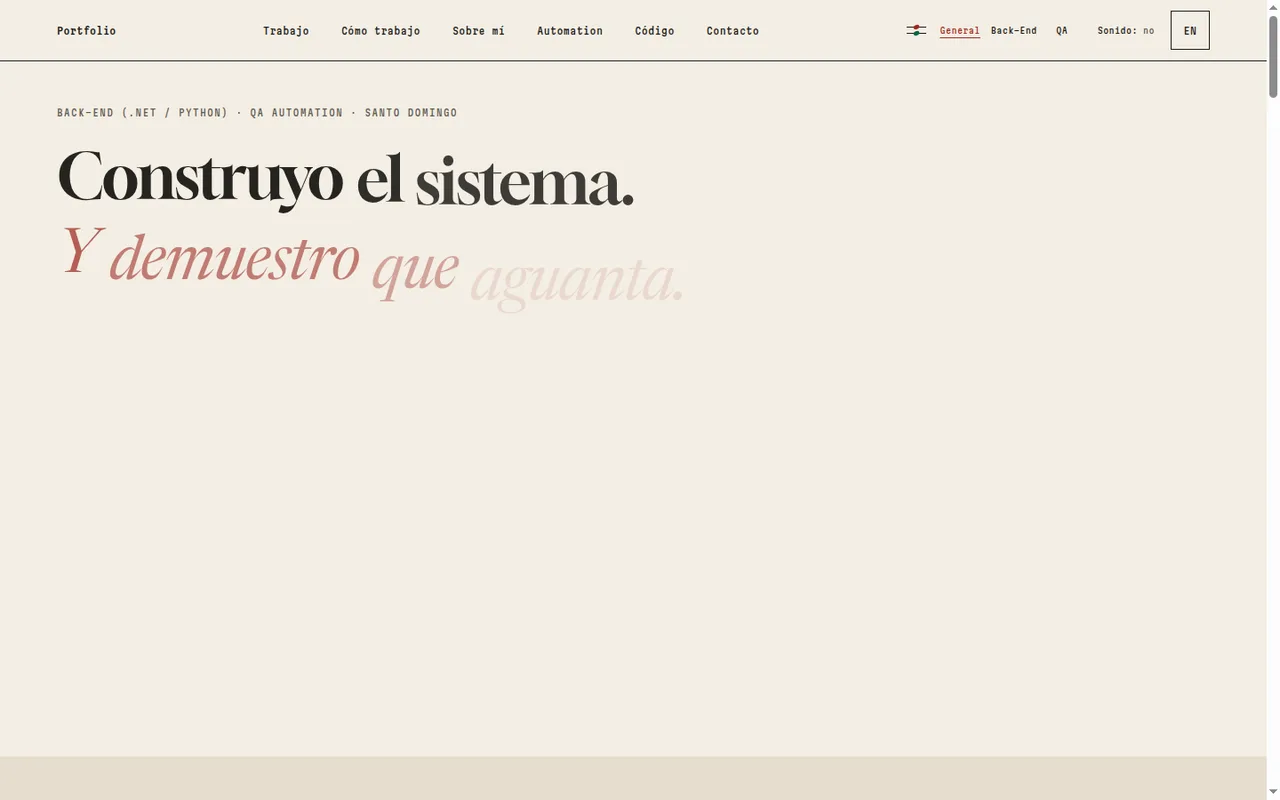 Portfolio
Trabajo
Cómo trabajo
Sobre mí
Automation
Código
Contacto
General
Back-End
QA
Sonido: no
EN
BACK-END (.NET / PYTHON) · QA AUTOMATION · SANTO DOMINGO
Construyo el sistema.
Y demuestro que aguanta.